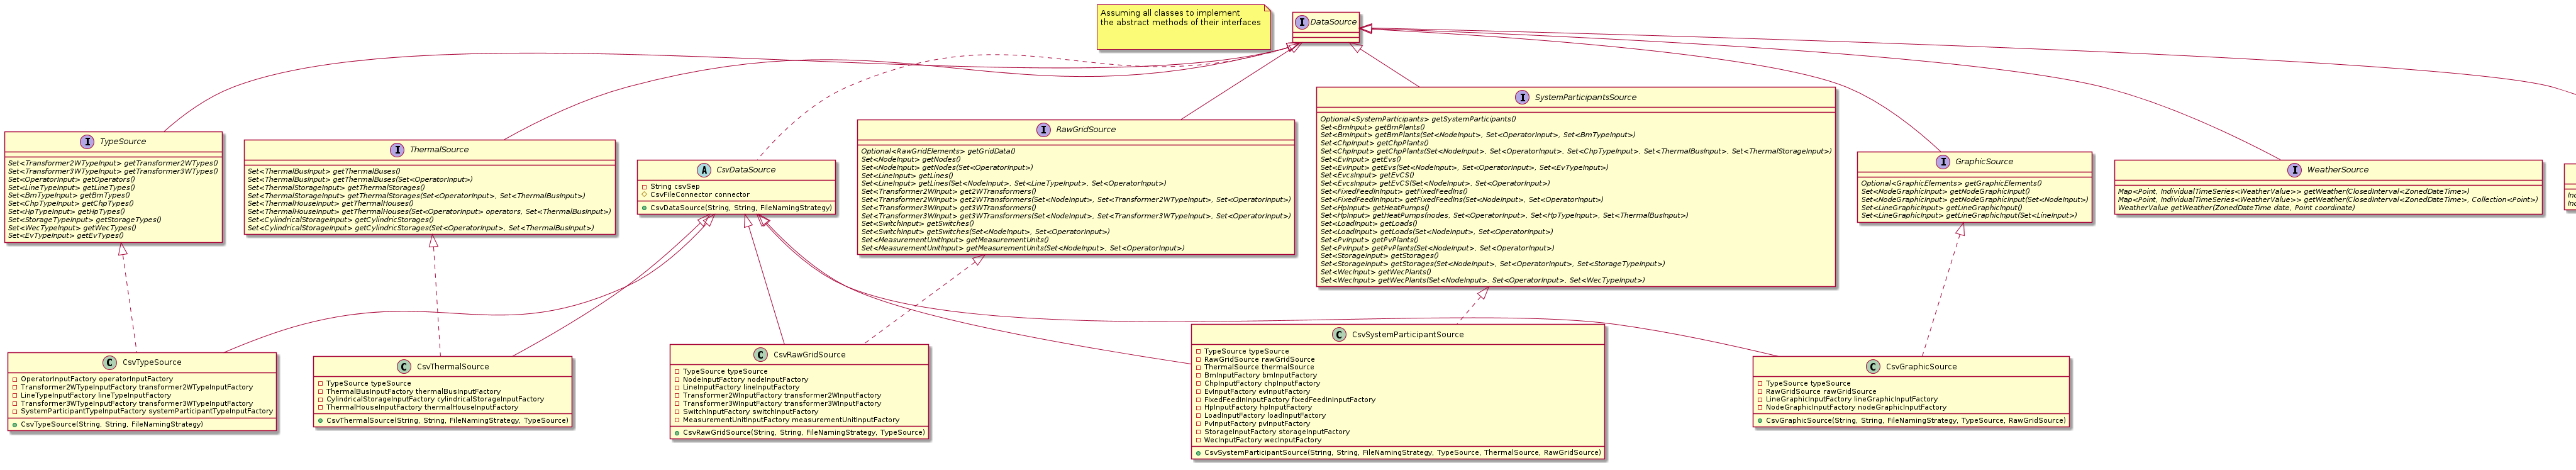 Assuming all classes to implement
the abstract methods of their interfaces
DataSource
TypeSource
Set<Transformer2WTypeInput> getTransformer2WTypes()
Set<Transformer3WTypeInput> getTransformer3WTypes()
Set<OperatorInput> getOperators()
Set<LineTypeInput> getLineTypes()
Set<BmTypeInput> getBmTypes()
Set<ChpTypeInput> getChpTypes()
Set<HpTypeInput> getHpTypes()
Set<StorageTypeInput> getStorageTypes()
Set<WecTypeInput> getWecTypes()
Set<EvTypeInput> getEvTypes()
ThermalSource
Set<ThermalBusInput> getThermalBuses()
Set<ThermalBusInput> getThermalBuses(Set<OperatorInput>)
Set<ThermalStorageInput> getThermalStorages()
Set<ThermalStorageInput> getThermalStorages(Set<OperatorInput>, Set<ThermalBusInput>)
Set<ThermalHouseInput> getThermalHouses()
Set<ThermalHouseInput> getThermalHouses(Set<OperatorInput> operators, Set<ThermalBusInput>)
Set<CylindricalStorageInput> getCylindricStorages()
Set<CylindricalStorageInput> getCylindricStorages(Set<OperatorInput>, Set<ThermalBusInput>)
CsvDataSource
String csvSep
CsvFileConnector connector
CsvDataSource(String, String, FileNamingStrategy)
RawGridSource
Optional<RawGridElements> getGridData()
Set<NodeInput> getNodes()
Set<NodeInput> getNodes(Set<OperatorInput>)
Set<LineInput> getLines()
Set<LineInput> getLines(Set<NodeInput>, Set<LineTypeInput>, Set<OperatorInput>)
Set<Transformer2WInput> get2WTransformers()
Set<Transformer2WInput> get2WTransformers(Set<NodeInput>, Set<Transformer2WTypeInput>, Set<OperatorInput>)
Set<Transformer3WInput> get3WTransformers()
Set<Transformer3WInput> get3WTransformers(Set<NodeInput>, Set<Transformer3WTypeInput>, Set<OperatorInput>)
Set<SwitchInput> getSwitches()
Set<SwitchInput> getSwitches(Set<NodeInput>, Set<OperatorInput>)
Set<MeasurementUnitInput> getMeasurementUnits()
Set<MeasurementUnitInput> getMeasurementUnits(Set<NodeInput>, Set<OperatorInput>)
SystemParticipantsSource
Optional<SystemParticipants> getSystemParticipants()
Set<BmInput> getBmPlants()
Set<BmInput> getBmPlants(Set<NodeInput>, Set<OperatorInput>, Set<BmTypeInput>)
Set<ChpInput> getChpPlants()
Set<ChpInput> getChpPlants(Set<NodeInput>, Set<OperatorInput>, Set<ChpTypeInput>, Set<ThermalBusInput>, Set<ThermalStorageInput>)
Set<EvInput> getEvs()
Set<EvInput> getEvs(Set<NodeInput>, Set<OperatorInput>, Set<EvTypeInput>)
Set<EvcsInput> getEvCS()
Set<EvcsInput> getEvCS(Set<NodeInput>, Set<OperatorInput>)
Set<FixedFeedInInput> getFixedFeedIns()
Set<FixedFeedInInput> getFixedFeedIns(Set<NodeInput>, Set<OperatorInput>)
Set<HpInput> getHeatPumps()
Set<HpInput> getHeatPumps(nodes, Set<OperatorInput>, Set<HpTypeInput>, Set<ThermalBusInput>)
Set<LoadInput> getLoads()
Set<LoadInput> getLoads(Set<NodeInput>, Set<OperatorInput>)
Set<PvInput> getPvPlants()
Set<PvInput> getPvPlants(Set<NodeInput>, Set<OperatorInput>)
Set<StorageInput> getStorages()
Set<StorageInput> getStorages(Set<NodeInput>, Set<OperatorInput>, Set<StorageTypeInput>)
Set<WecInput> getWecPlants()
Set<WecInput> getWecPlants(Set<NodeInput>, Set<OperatorInput>, Set<WecTypeInput>)
GraphicSource
Optional<GraphicElements> getGraphicElements()
Set<NodeGraphicInput> getNodeGraphicInput()
Set<NodeGraphicInput> getNodeGraphicInput(Set<NodeInput>)
Set<LineGraphicInput> getLineGraphicInput()
Set<LineGraphicInput> getLineGraphicInput(Set<LineInput>)
WeatherSource
Map<Point, IndividualTimeSeries<WeatherValue>> getWeather(ClosedInterval<ZonedDateTime>)
Map<Point, IndividualTimeSeries<WeatherValue>> getWeather(ClosedInterval<ZonedDateTime>, Collection<Point>)
WeatherValue getWeather(ZonedDateTime date, Point coordinate)
CsvTypeSource
OperatorInputFactory operatorInputFactory
Transformer2WTypeInputFactory transformer2WTypeInputFactory
LineTypeInputFactory lineTypeInputFactory
Transformer3WTypeInputFactory transformer3WTypeInputFactory
SystemParticipantTypeInputFactory systemParticipantTypeInputFactory
CsvTypeSource(String, String, FileNamingStrategy)
CsvThermalSource
TypeSource typeSource
ThermalBusInputFactory thermalBusInputFactory
CylindricalStorageInputFactory cylindricalStorageInputFactory
ThermalHouseInputFactory thermalHouseInputFactory
CsvThermalSource(String, String, FileNamingStrategy, TypeSource)
CsvRawGridSource
TypeSource typeSource
NodeInputFactory nodeInputFactory
LineInputFactory lineInputFactory
Transformer2WInputFactory transformer2WInputFactory
Transformer3WInputFactory transformer3WInputFactory
SwitchInputFactory switchInputFactory
MeasurementUnitInputFactory measurementUnitInputFactory
CsvRawGridSource(String, String, FileNamingStrategy, TypeSource)
CsvSystemParticipantSource
TypeSource typeSource
RawGridSource rawGridSource
ThermalSource thermalSource
BmInputFactory bmInputFactory
ChpInputFactory chpInputFactory
EvInputFactory evInputFactory
FixedFeedInInputFactory fixedFeedInInputFactory
HpInputFactory hpInputFactory
LoadInputFactory loadInputFactory
PvInputFactory pvInputFactory
StorageInputFactory storageInputFactory
WecInputFactory wecInputFactory
CsvSystemParticipantSource(String, String, FileNamingStrategy, TypeSource, ThermalSource, RawGridSource)
CsvGraphicSource
TypeSource typeSource
RawGridSource rawGridSource
LineGraphicInputFactory lineGraphicInputFactory
NodeGraphicInputFactory nodeGraphicInputFactory
CsvGraphicSource(String, String, FileNamingStrategy, TypeSource, RawGridSource)